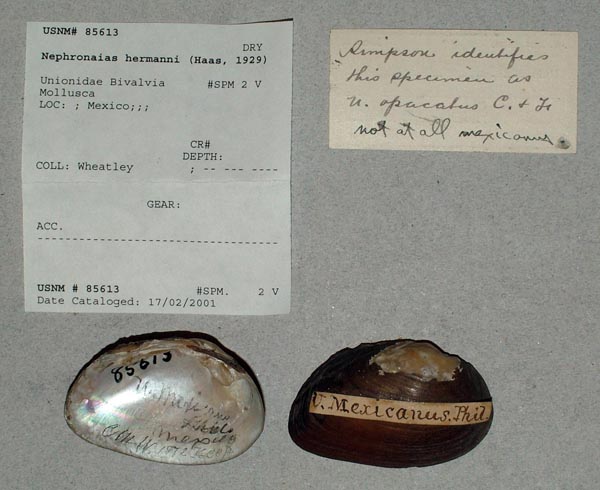 USNM# 85613
DRY
Nephronaias hermanni (Haas, 1929)
Unionidae Bivalvia #SPM 2 V
Mollusca
LOC: ; Mexico;;;
CR#
DEPTH:
COLL: Wheatley ; -- --- ----
GEAR:
ACC.
USNM # 85613 #SPM. 2 V
Date Cataloged: 17/02/2001
Simpson identifies
this specimen as
U. opacatus C. & F.
not at all mexicanus.
85613
U. Mexicanus
Mexico
U. Mexicanus. Phil.